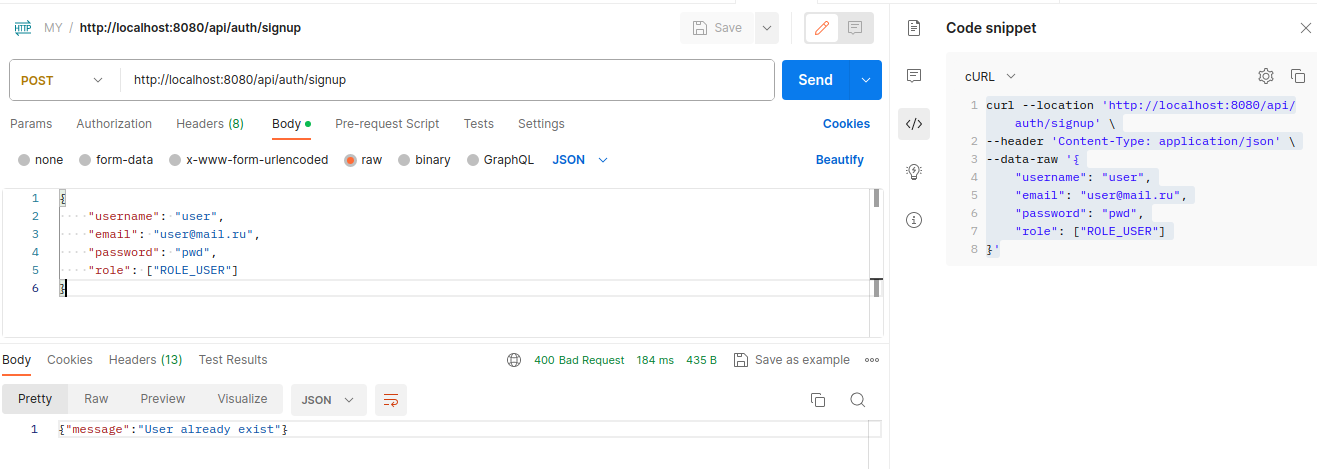 HTTP MY / http://localhost:8080/api/auth/signup
Save
POST
http://localhost:8080/api/auth/signup
Send
Params Authorization Headers (8) Body Pre-request Script Tests Settings Cookies
none form-data x-www-form-urlencoded raw binary GraphQL JSON Beautify
1 {
2 "username": "user",
3 "email": "user@mail.ru",
4 "password": "pwd",
5 "role": ["ROLE_USER"]
6 }
Body Cookies Headers (13) Test Results 400 Bad Request 184 ms 435 B Save as example
Pretty Raw Preview Visualize JSON
1 {"message":"User already exist"}
Code snippet
cURL
1 curl --location 'http://localhost:8080/api/
auth/signup' \
2 --header 'Content-Type: application/json' \
3 --data-raw '{
4 "username": "user",
5 "email": "user@mail.ru",
6 "password": "pwd",
7 "role": ["ROLE_USER"]
8 }'